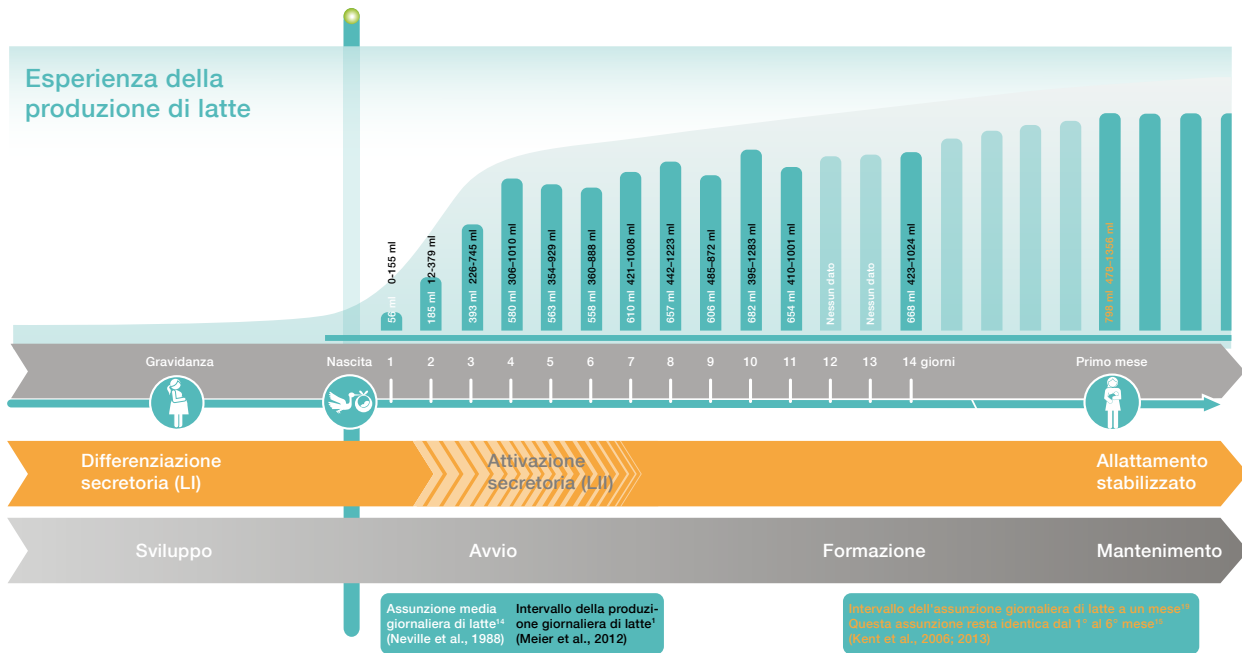 Esperienza della
produzione di latte
56 ml 0-155 ml
185 ml 12-379 ml
393 ml 226-745 ml
580 ml 306-1010 ml
563 ml 354-929 ml
558 ml 360-888 ml
610 ml 421-1008 ml
657 ml 442-1223 ml
606 ml 485-872 ml
682 ml 395-1283 ml
654 ml 410-1001 ml
Nessun dato
Nessun dato
668 ml 423-1024 ml
798 ml 478-1356 ml
Gravidanza Nascita 1 2 3 4 5 6 7 8 9 10 11 12 13 14 giorni Primo mese
Differenziazione
secretoria (LI)
Attivazione
secretoria (LII)
Allattamento
stabilizzato
Sviluppo Avvio Formazione Mantenimento
Assunzione media
giornaliera di latte¹⁴
(Neville et al., 1988)
Intervallo della produzi-
one giornaliera di latte¹
(Meier et al., 2012)
Intervallo dell'assunzione giornaliera di latte a un mese
Questa assunzione resta identica dal 1° al 6° mese
(Kent et al., 2006; 2013)